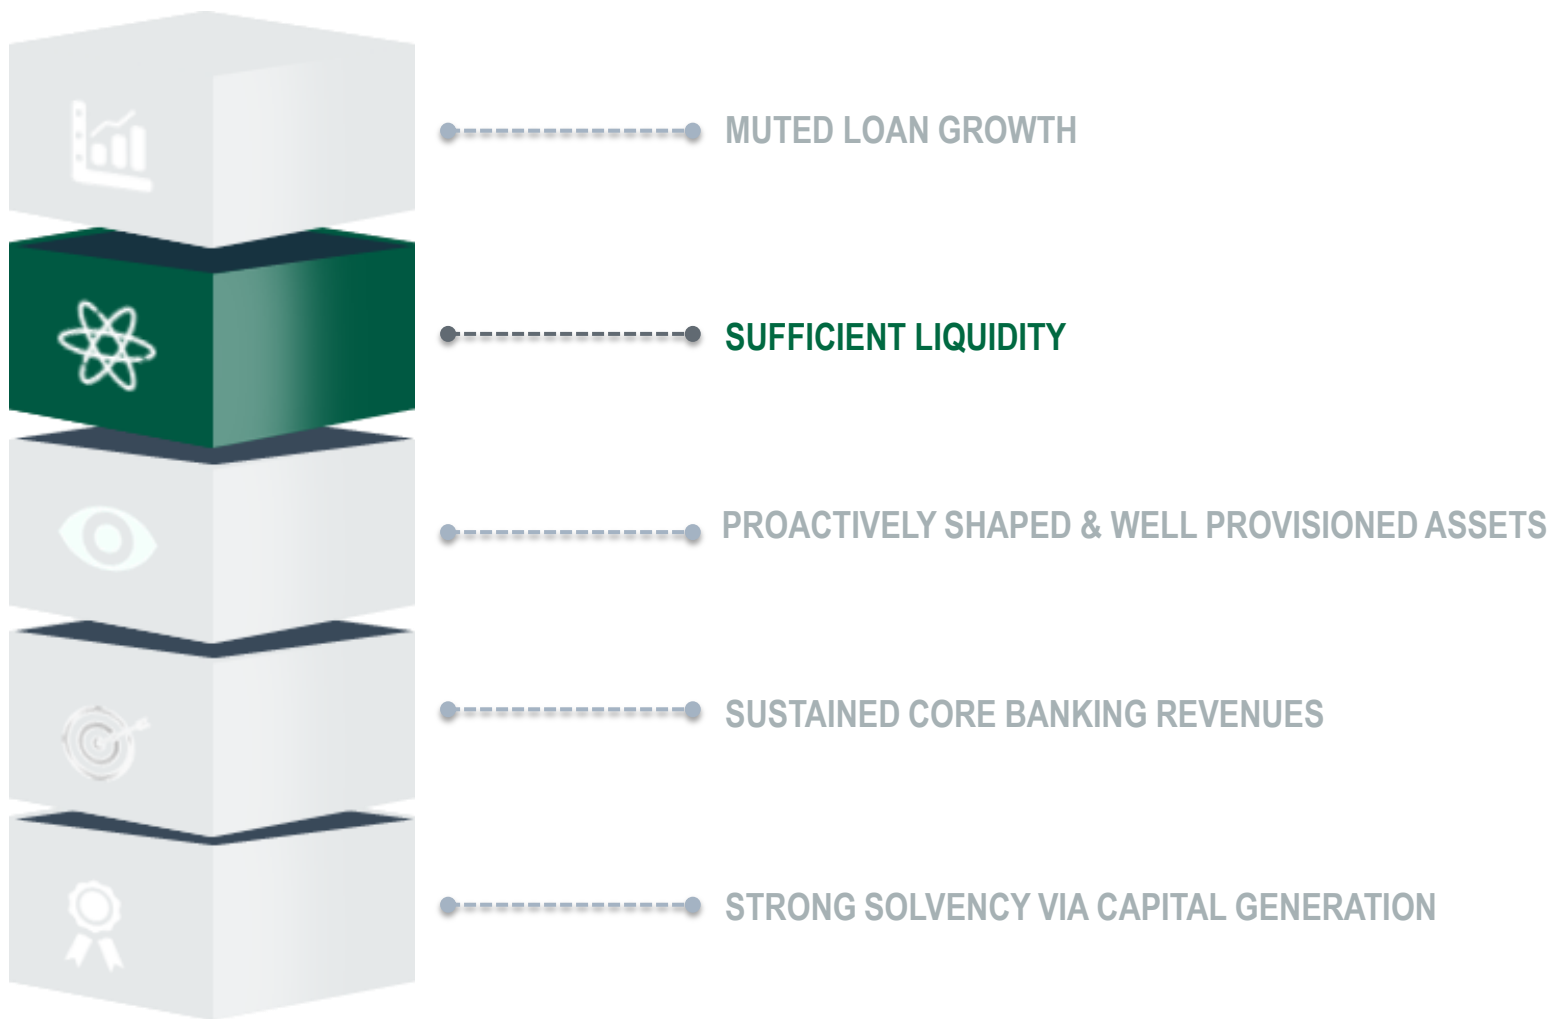 MUTED LOAN GROWTH
SUFFICIENT LIQUIDITY
PROACTIVELY SHAPED & WELL PROVISIONED ASSETS
SUSTAINED CORE BANKING REVENUES
STRONG SOLVENCY VIA CAPITAL GENERATION